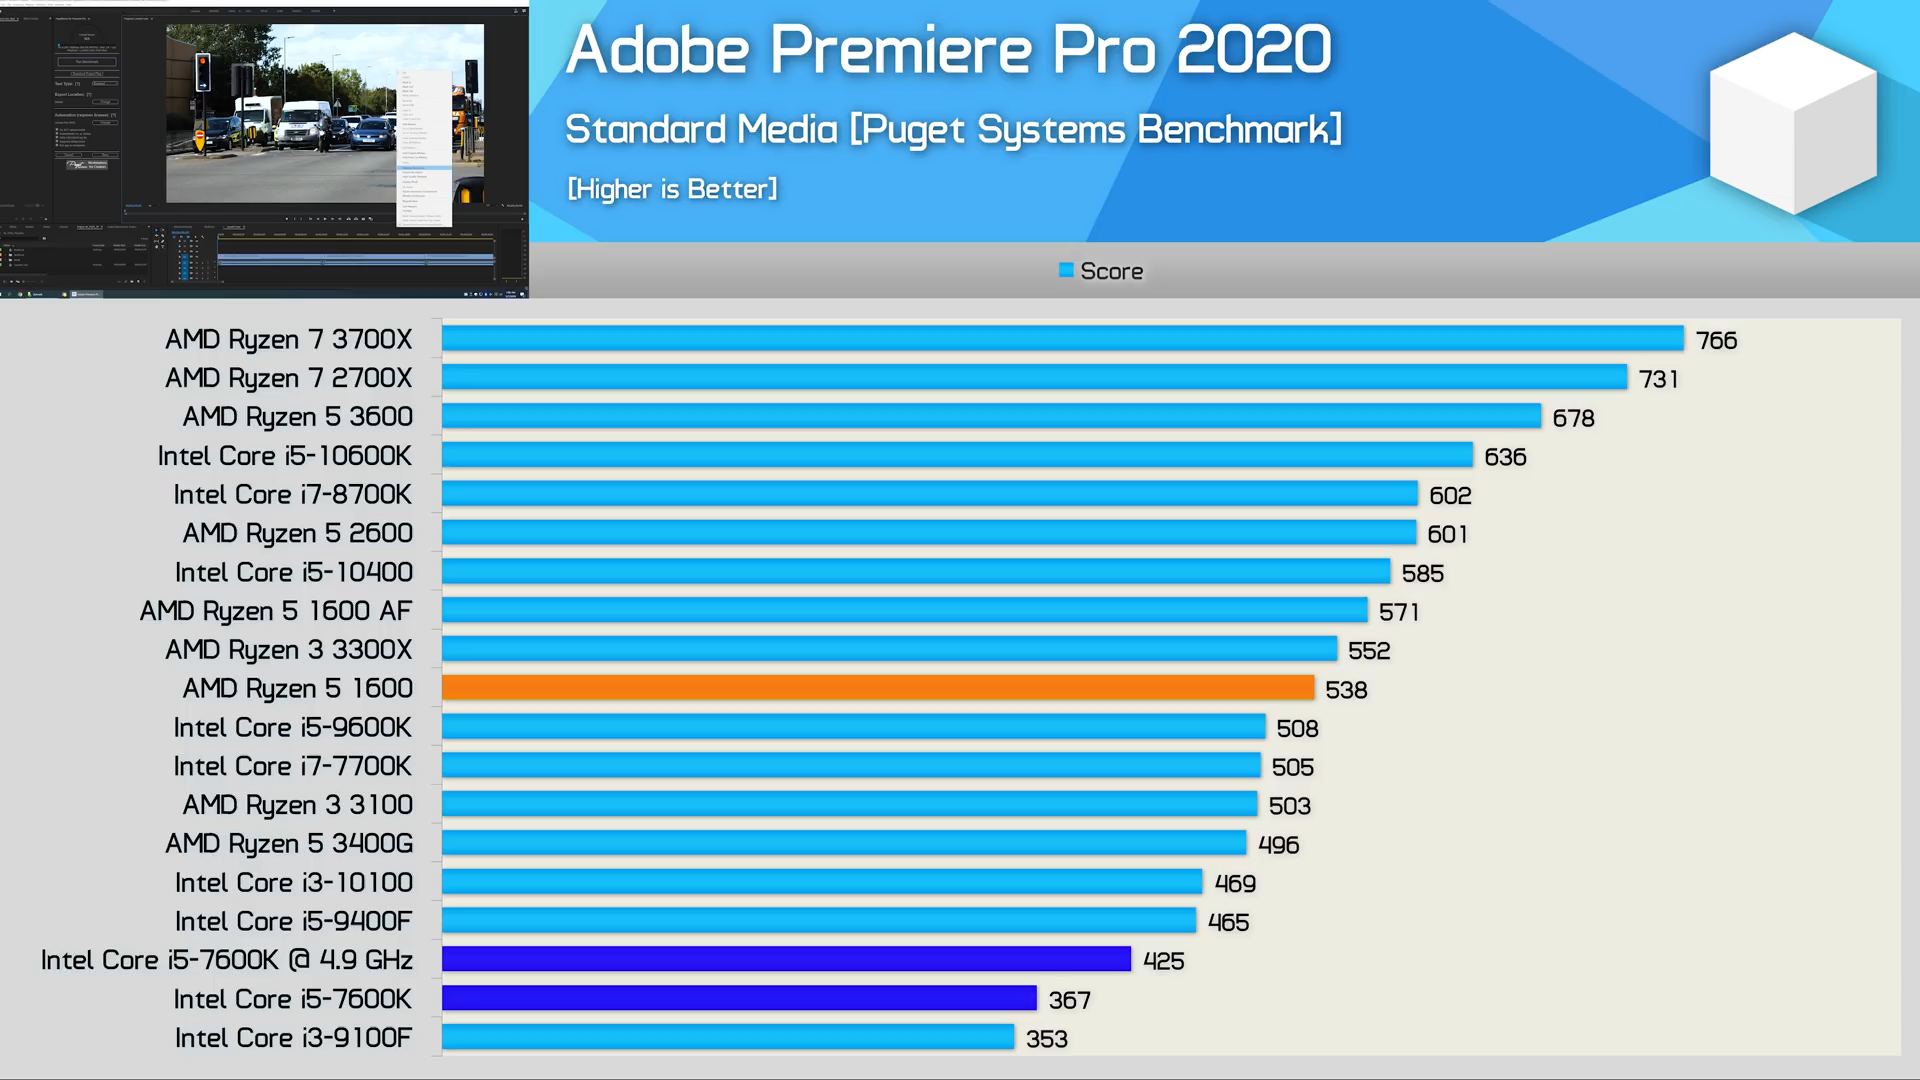 Adobe Premiere Pro 2020
Standard Media [Puget Systems Benchmark]
[Higher is Better]
Score
AMD Ryzen 7 3700X 766
AMD Ryzen 7 2700X 731
AMD Ryzen 5 3600 678
Intel Core i5-10600K 636
Intel Core i7-8700K 602
AMD Ryzen 5 2600 601
Intel Core i5-10400 585
AMD Ryzen 5 1600 AF 571
AMD Ryzen 3 3300X 552
AMD Ryzen 5 1600 538
Intel Core i5-9600K 508
Intel Core i7-7700K 505
AMD Ryzen 3 3100 503
AMD Ryzen 5 3400G 496
Intel Core i3-10100 469
Intel Core i5-9400F 465
Intel Core i5-7600K @ 4.9 GHz 425
Intel Core i5-7600K 367
Intel Core i3-9100F 353